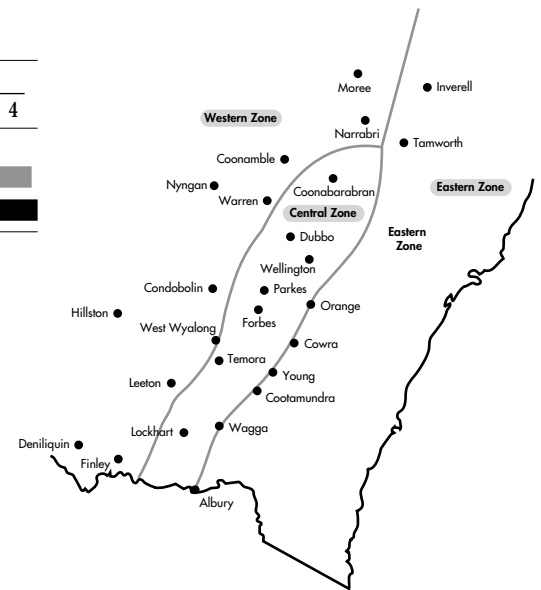 4
Moree
Inverell
Western Zone
Narrabri
Tamworth
Coonamble
Nyngan
Coonabarabran
Eastern Zone
Warren
Central Zone
Dubbo
Eastern
Zone
Wellington
Condobolin
Parkes
Orange
Hillston
Forbes
West Wyalong
Cowra
Temora
Young
Leeton
Cootamundra
Lockhart
Wagga
Deniliquin
Finley
Albury